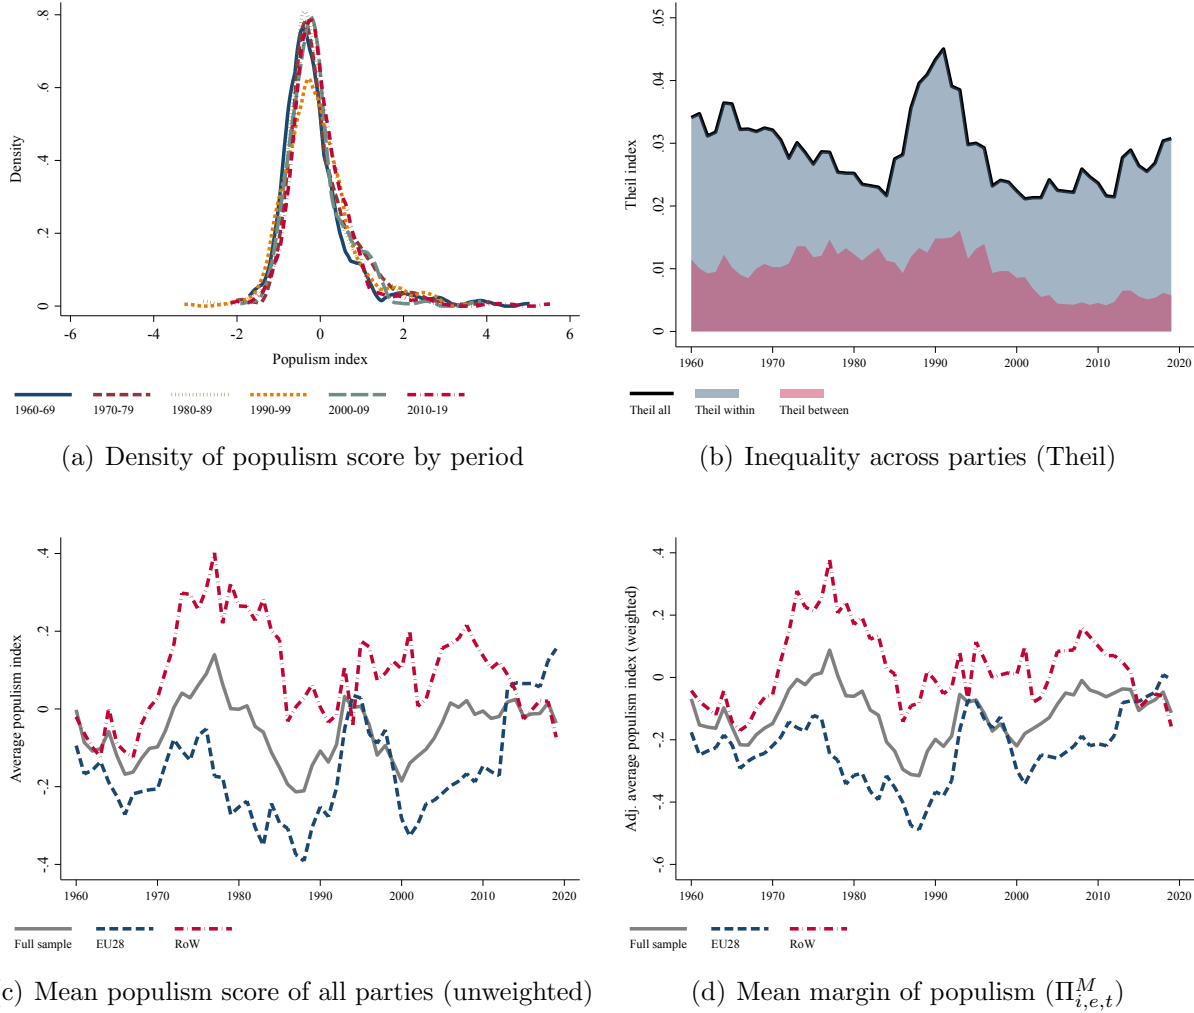 .8
.6
.4
.2
0
Density
-6 -4 -2 0 2 4 6
Populism index
1960-69 1970-79 1980-89 1990-99 2000-09 2010-19
(a) Density of populism score by period
.05
.04
.03
.02
.01
0
Theil index
1960 1970 1980 1990 2000 2010 2020
Theil all Theil within Theil between
(b) Inequality across parties (Theil)
.4
.2
0
-.2
-.4
Average populism index
1960 1970 1980 1990 2000 2010 2020
Full sample EU28 RoW
c) Mean populism score of all parties (unweighted)
.4
.2
0
-.2
-.4
-.6
Adj. average populism index (weighted)
1960 1970 1980 1990 2000 2010 2020
Full sample EU28 RoW
(d) Mean margin of populism (Π^M_{i,e,t})